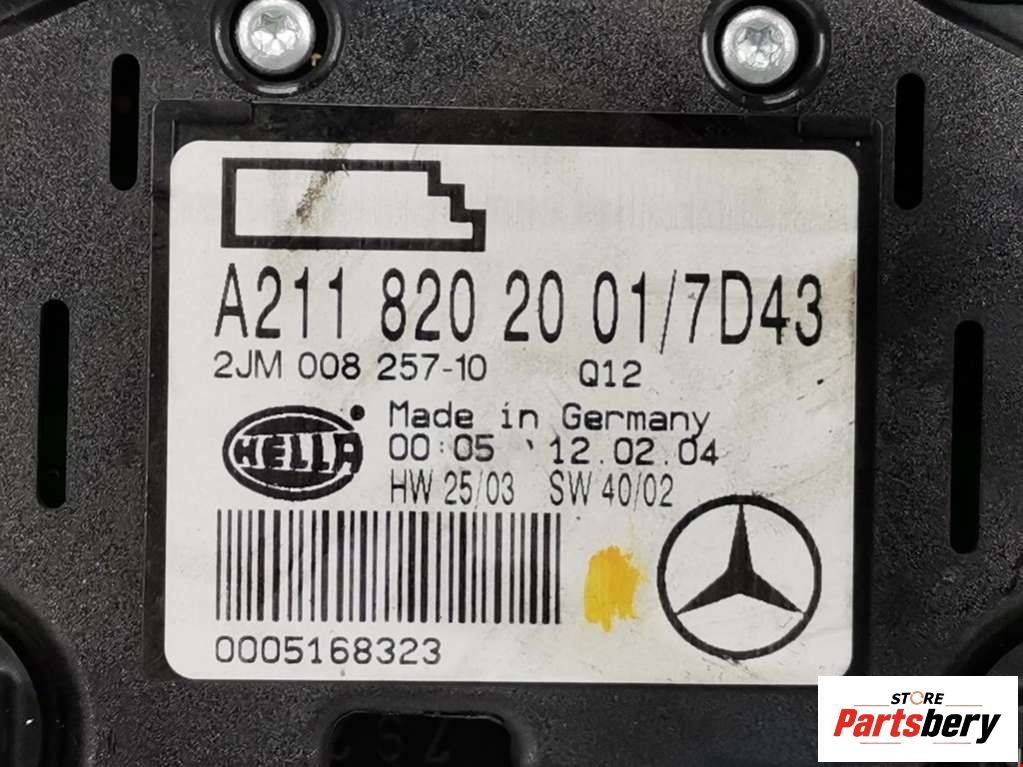 A211 820 20 01/7D43
2JM 008 257-10 Q12
HELLA ®
Made in Germany
00:05 12.02.04
HW 25/03 SW 40/02
0005168323
STORE
Partsbery